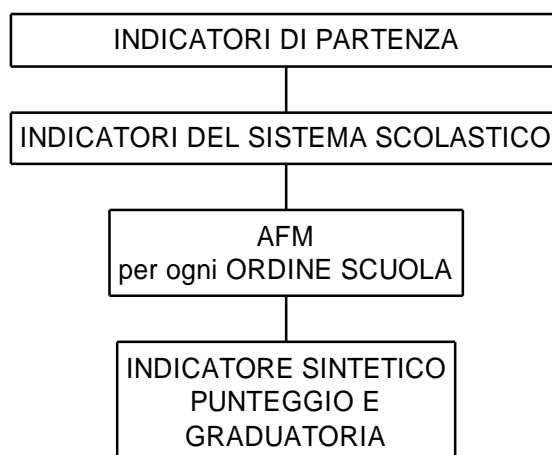 INDICATORI DI PARTENZA
INDICATORI DEL SISTEMA SCOLASTICO
AFM
per ogni ORDINE SCUOLA
INDICATORE SINTETICO
PUNTEGGIO E
GRADUATORIA